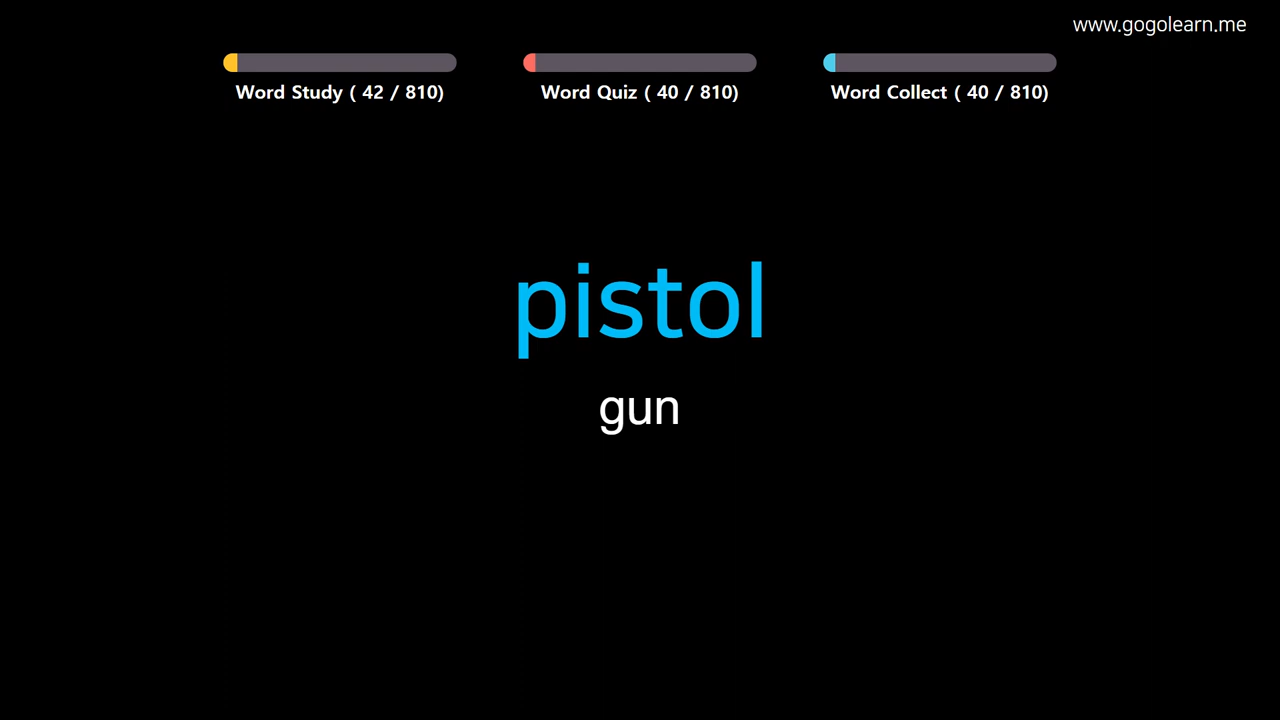 www.gogolearn.me
Word Study ( 42 / 810)
Word Quiz ( 40 / 810)
Word Collect ( 40 / 810)
pistol
gun